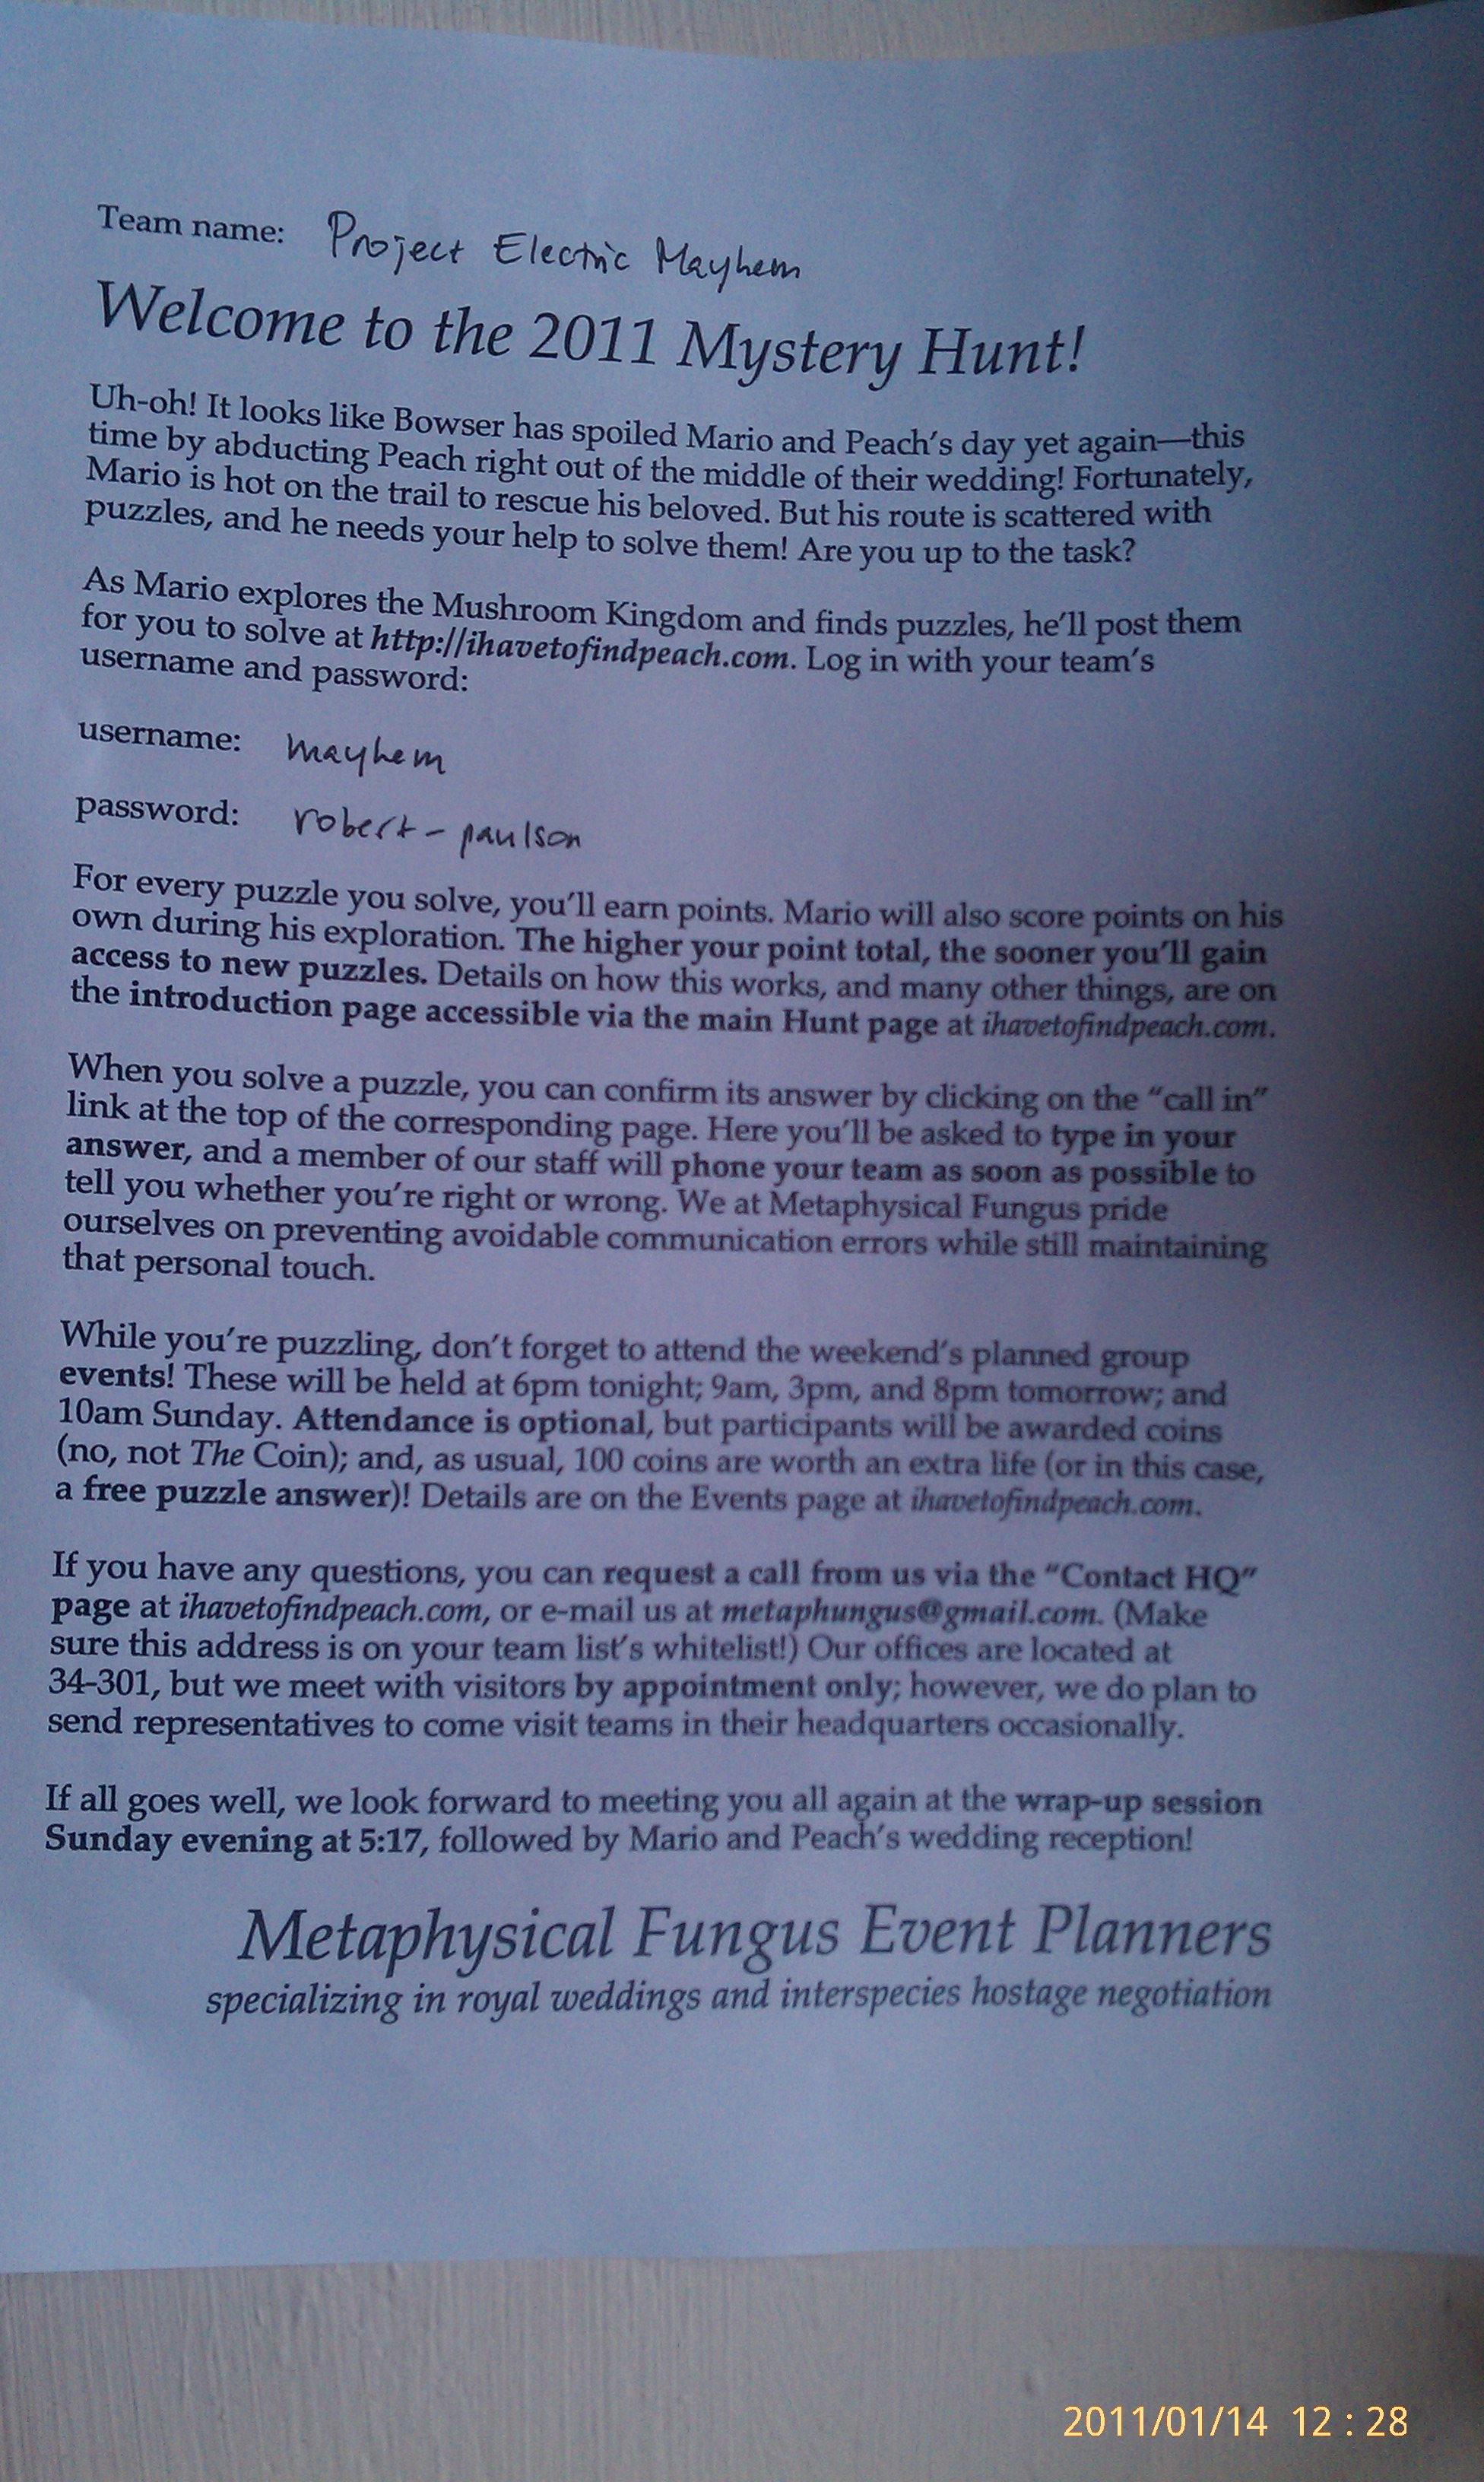 Team name: Project Electric Mayhem
Welcome to the 2011 Mystery Hunt!
Uh-oh! It looks like Bowser has spoiled Mario and Peach's day yet again—this
time by abducting Peach right out of the middle of their wedding! Fortunately,
Mario is hot on the trail to rescue his beloved. But his route is scattered with
puzzles, and he needs your help to solve them! Are you up to the task?
As Mario explores the Mushroom Kingdom and finds puzzles, he'll post them
for you to solve at http://ihavetofindpeach.com. Log in with your team's
username and password:
username: mayhem
password: robert-paulson
For every puzzle you solve, you'll earn points. Mario will also score points on his
own during his exploration. The higher your point total, the sooner you'll gain
access to new puzzles. Details on how this works, and many other things, are on
the introduction page accessible via the main Hunt page at ihavetofindpeach.com.
When you solve a puzzle, you can confirm its answer by clicking on the "call in"
link at the top of the corresponding page. Here you'll be asked to type in your
answer, and a member of our staff will phone your team as soon as possible to
tell you whether you're right or wrong. We at Metaphysical Fungus pride
ourselves on preventing avoidable communication errors while still maintaining
that personal touch.
While you're puzzling, don't forget to attend the weekend's planned group
events! These will be held at 6pm tonight; 9am, 3pm, and 8pm tomorrow; and
10am Sunday. Attendance is optional, but participants will be awarded coins
(no, not The Coin); and, as usual, 100 coins are worth an extra life (or in this case,
a free puzzle answer)! Details are on the Events page at ihavetofindpeach.com.
If you have any questions, you can request a call from us via the "Contact HQ"
page at ihavetofindpeach.com, or e-mail us at metaphungus@gmail.com. (Make
sure this address is on your team list's whitelist!) Our offices are located at
34-301, but we meet with visitors by appointment only; however, we do plan to
send representatives to come visit teams in their headquarters occasionally.
If all goes well, we look forward to meeting you all again at the wrap-up session
Sunday evening at 5:17, followed by Mario and Peach's wedding reception!
Metaphysical Fungus Event Planners
specializing in royal weddings and interspecies hostage negotiation
2011/01/14 12:28